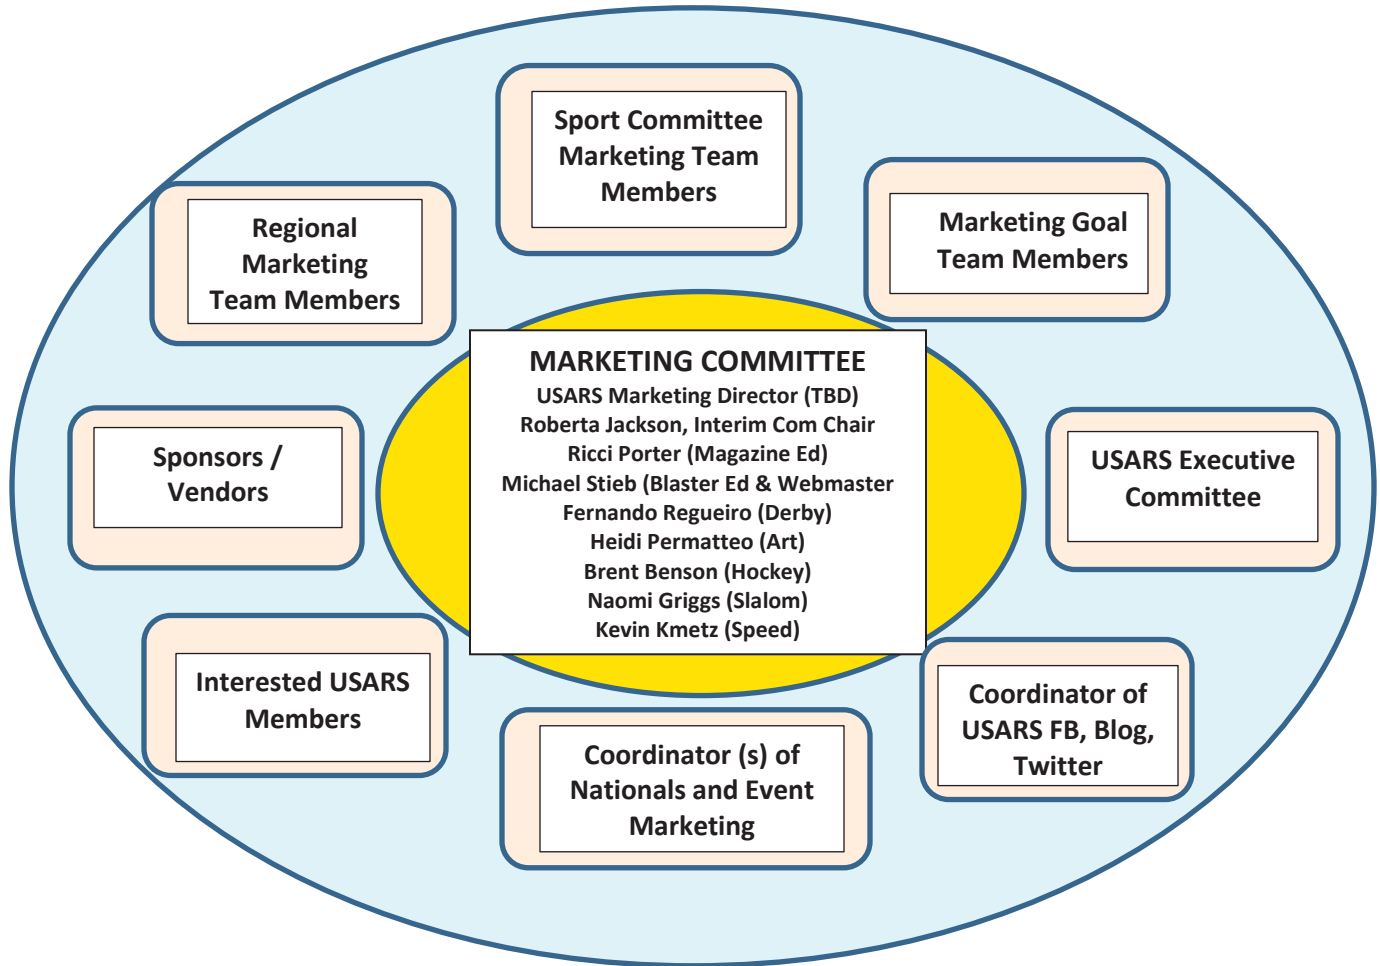 Sport Committee
Marketing Team
Members
Marketing Goal
Team Members
Regional
Marketing
Team Members
MARKETING COMMITTEE
USARS Marketing Director (TBD)
Roberta Jackson, Interim Com Chair
Ricci Porter (Magazine Ed)
Michael Stieb (Blaster Ed & Webmaster
Fernando Regueiro (Derby)
Heidi Permatteo (Art)
Brent Benson (Hockey)
Naomi Griggs (Slalom)
Kevin Kmetz (Speed)
Sponsors /
Vendors
USARS Executive
Committee
Interested USARS
Members
Coordinator of
USARS FB, Blog,
Twitter
Coordinator (s) of
Nationals and Event
Marketing